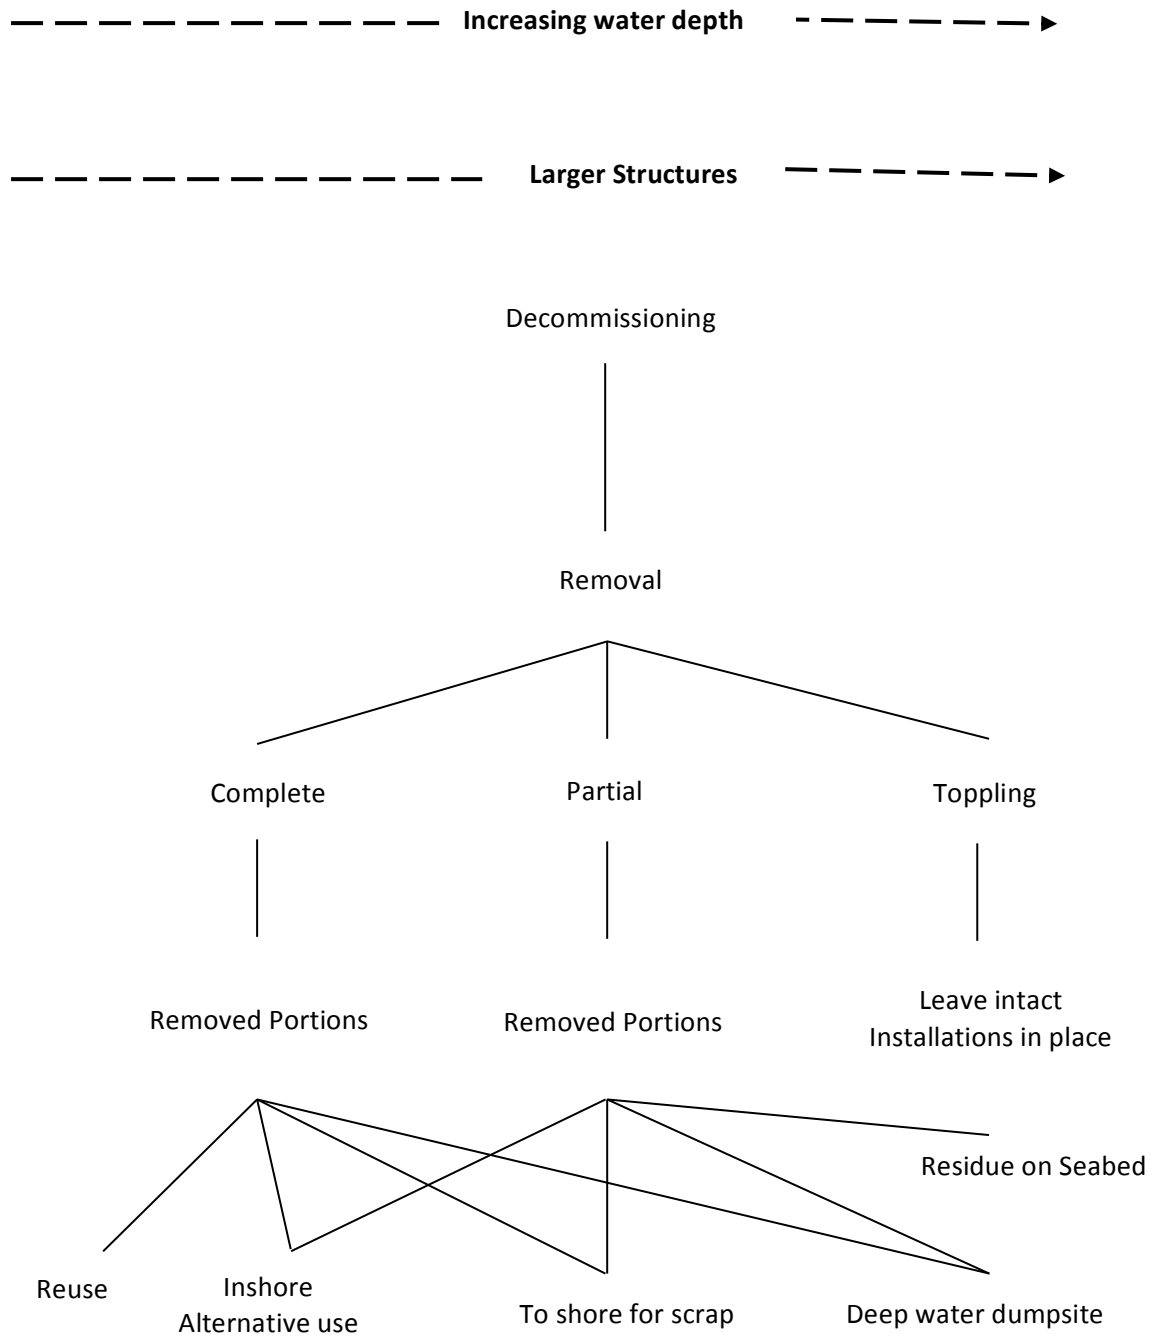 Increasing water depth
Larger Structures
Decommissioning
Removal
Complete
Partial
Toppling
Removed Portions
Removed Portions
Leave intact
Installations in place
Residue on Seabed
Reuse
Inshore
Alternative use
To shore for scrap
Deep water dumpsite